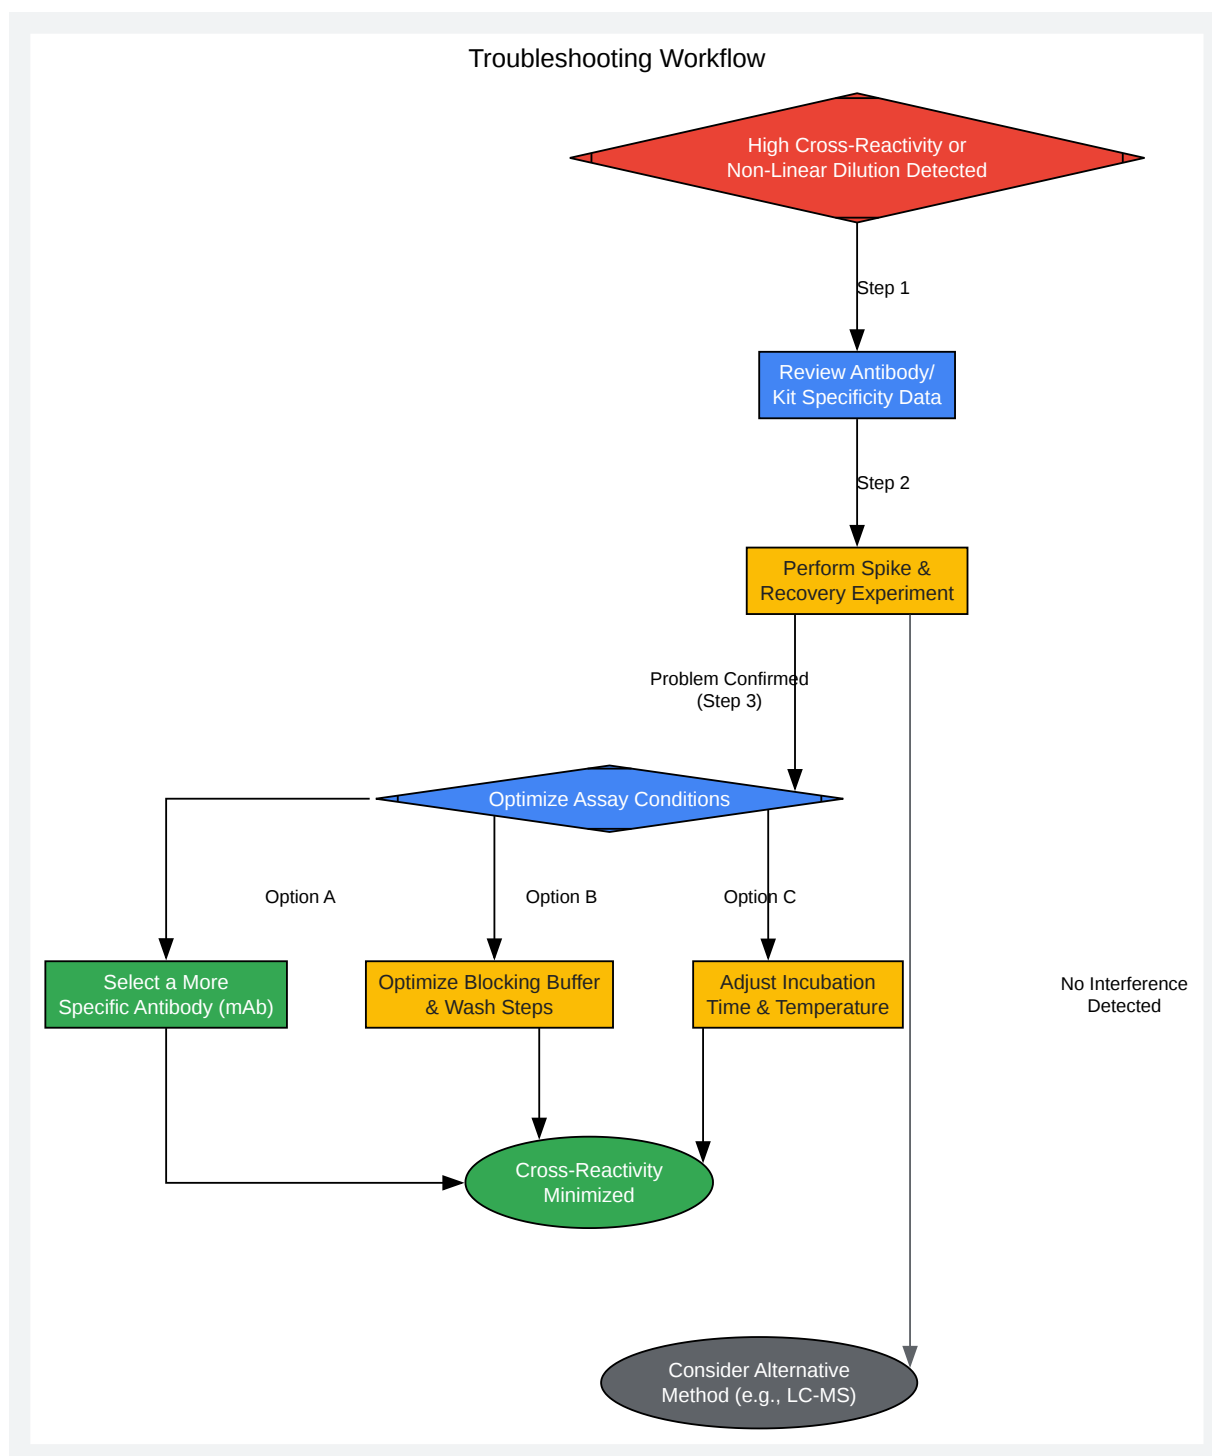 Troubleshooting Workflow
High Cross-Reactivity or
Non-Linear Dilution Detected
Step 1
Review Antibody/
Kit Specificity Data
Step 2
Perform Spike &
Recovery Experiment
Problem Confirmed
(Step 3)
Optimize Assay Conditions
Option A
Option B
Option C
Select a More
Specific Antibody (mAb)
Optimize Blocking Buffer
& Wash Steps
Adjust Incubation
Time & Temperature
No Interference
Detected
Cross-Reactivity
Minimized
Consider Alternative
Method (e.g., LC-MS)